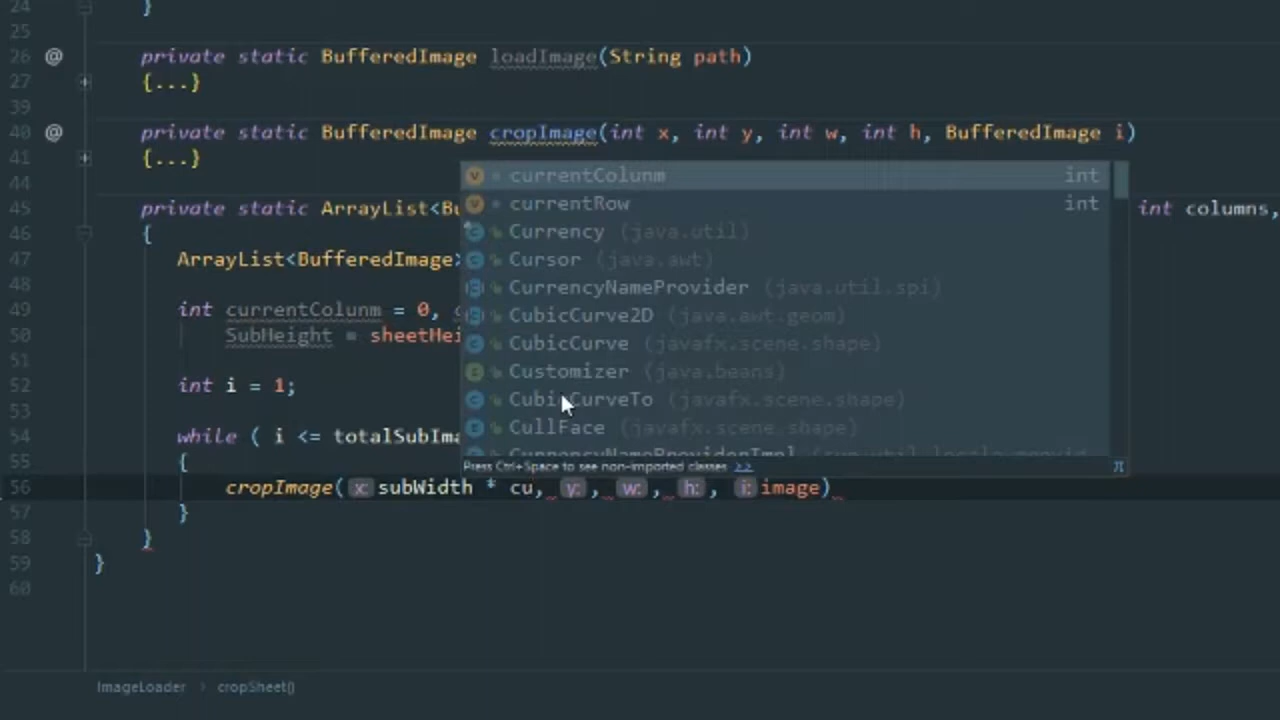 24 }
25
26 @ private static BufferedImage loadImage(String path)
27 {...}
39
40 @ private static BufferedImage cropImage(int x, int y, int w, int h, BufferedImage i)
41 {...}
44
45 private static ArrayList<Bu int columns,
46 {
47 ArrayList<BufferedImage>
48
49 int currentColunm = 0,
50 SubHeight = sheetHei
51
52 int i = 1;
53
54 while ( i <= totalSubIma
55 {
56 cropImage( x: subWidth * cu, y: , w: , h: , i: image)
57 }
58 }
59 }
60
currentColunm int
currentRow int
Currency (java.util)
Cursor (java.awt)
CurrencyNameProvider (java.util.spi)
CubicCurve2D (java.awt.geom)
CubicCurve (javafx.scene.shape)
Customizer (java.beans)
CubicCurveTo (javafx.scene.shape)
CullFace (javafx.scene.shape)
CurrencyNameProviderImpl
Press Ctrl+Space to see non-imported classes >> π
ImageLoader › cropSheet()